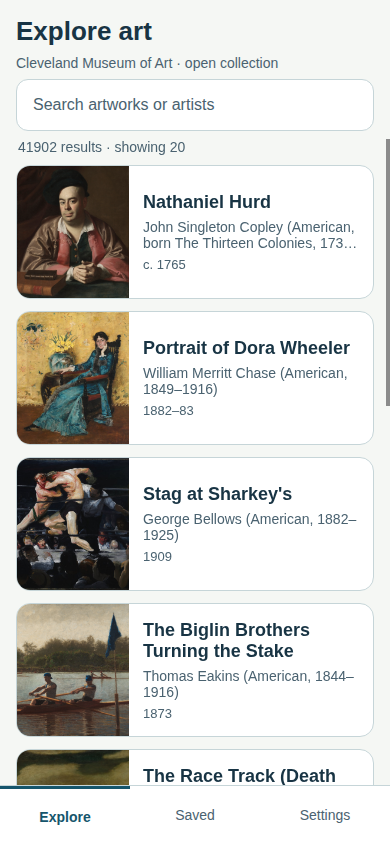 Explore art
Cleveland Museum of Art · open collection
Search artworks or artists
41902 results · showing 20
Nathaniel Hurd
John Singleton Copley (American,
born The Thirteen Colonies, 173…
c. 1765
Portrait of Dora Wheeler
William Merritt Chase (American,
1849–1916)
1882–83
Stag at Sharkey's
George Bellows (American, 1882–
1925)
1909
The Biglin Brothers
Turning the Stake
Thomas Eakins (American, 1844–
1916)
1873
The Race Track (Death
Explore
Saved
Settings